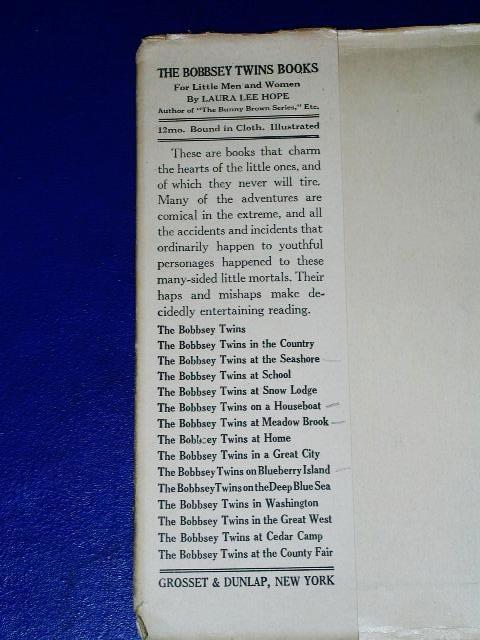 THE BOBBSEY TWINS BOOKS
For Little Men and Women
By LAURA LEE HOPE
Author of "The Bunny Brown Series," Etc.
12mo. Bound in Cloth. Illustrated
These are books that charm
the hearts of the little ones, and
of which they never will tire.
Many of the adventures are
comical in the extreme, and all
the accidents and incidents that
ordinarily happen to youthful
personages happened to these
many-sided little mortals. Their
haps and mishaps make de-
cidedly entertaining reading.
The Bobbsey Twins
The Bobbsey Twins in the Country
The Bobbsey Twins at the Seashore
The Bobbsey Twins at School
The Bobbsey Twins at Snow Lodge
The Bobbsey Twins on a Houseboat
The Bobbsey Twins at Meadow Brook
The Bobbsey Twins at Home
The Bobbsey Twins in a Great City
The Bobbsey Twins on Blueberry Island
The Bobbsey Twins on the Deep Blue Sea
The Bobbsey Twins in Washington
The Bobbsey Twins in the Great West
The Bobbsey Twins at Cedar Camp
The Bobbsey Twins at the County Fair
GROSSET & DUNLAP, NEW YORK